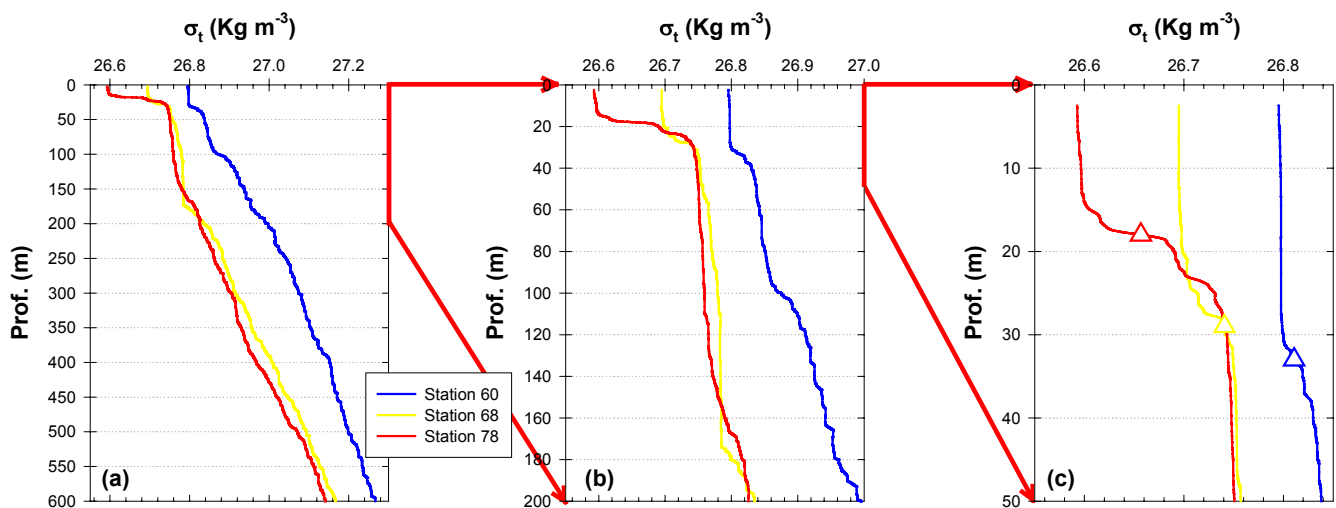 σt (Kg m-3)
26.6 26.8 27.0 27.2
0
50
100
150
200
250
300
350
400
450
500
550
600
Prof. (m)
(a)
Station 60
Station 68
Station 78
σt (Kg m-3)
26.6 26.7 26.8 26.9 27.0
0
20
40
60
80
100
120
140
160
180
200
Prof. (m)
(b)
σt (Kg m-3)
26.6 26.7 26.8
0
10
20
30
40
50
Prof. (m)
(c)